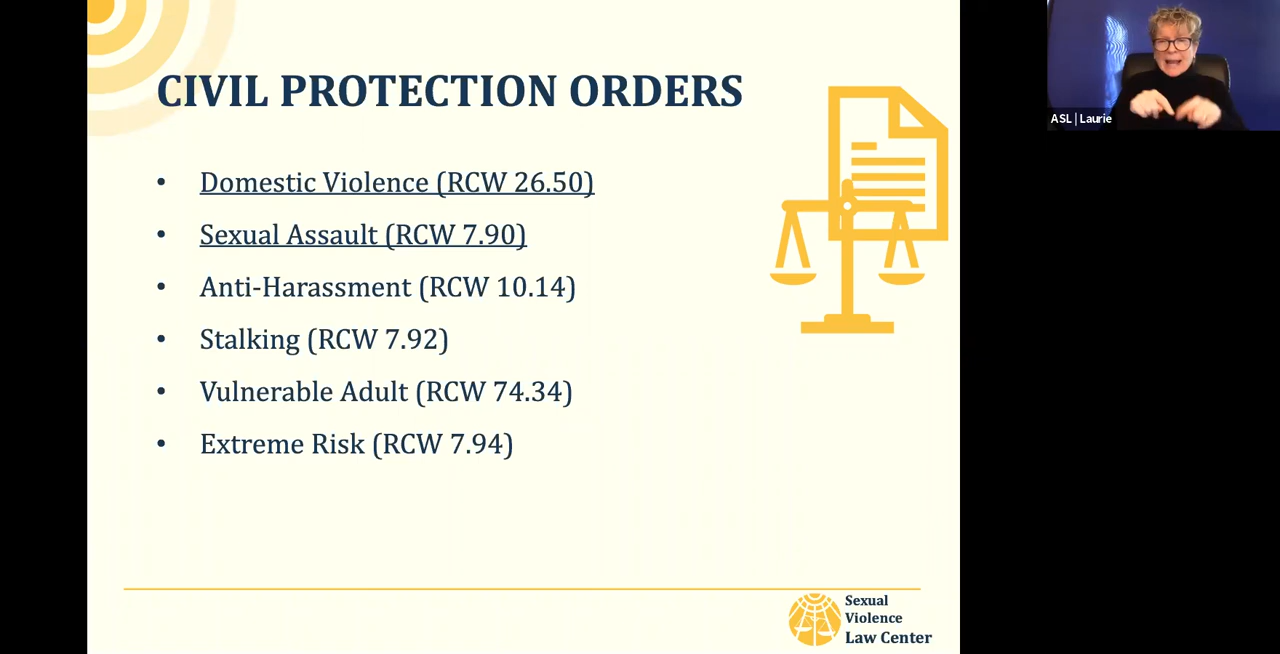 CIVIL PROTECTION ORDERS
• Domestic Violence (RCW 26.50)
• Sexual Assault (RCW 7.90)
• Anti-Harassment (RCW 10.14)
• Stalking (RCW 7.92)
• Vulnerable Adult (RCW 74.34)
• Extreme Risk (RCW 7.94)
Sexual
Violence
Law Center
ASL | Laurie